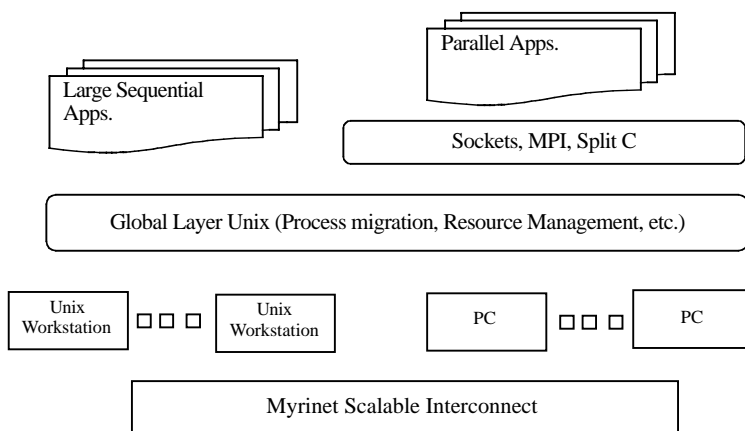 Parallel Apps.
Large Sequential
Apps.
Sockets, MPI, Split C
Global Layer Unix (Process migration, Resource Management, etc.)
Unix
Workstation
Unix
Workstation
PC
PC
Myrinet Scalable Interconnect